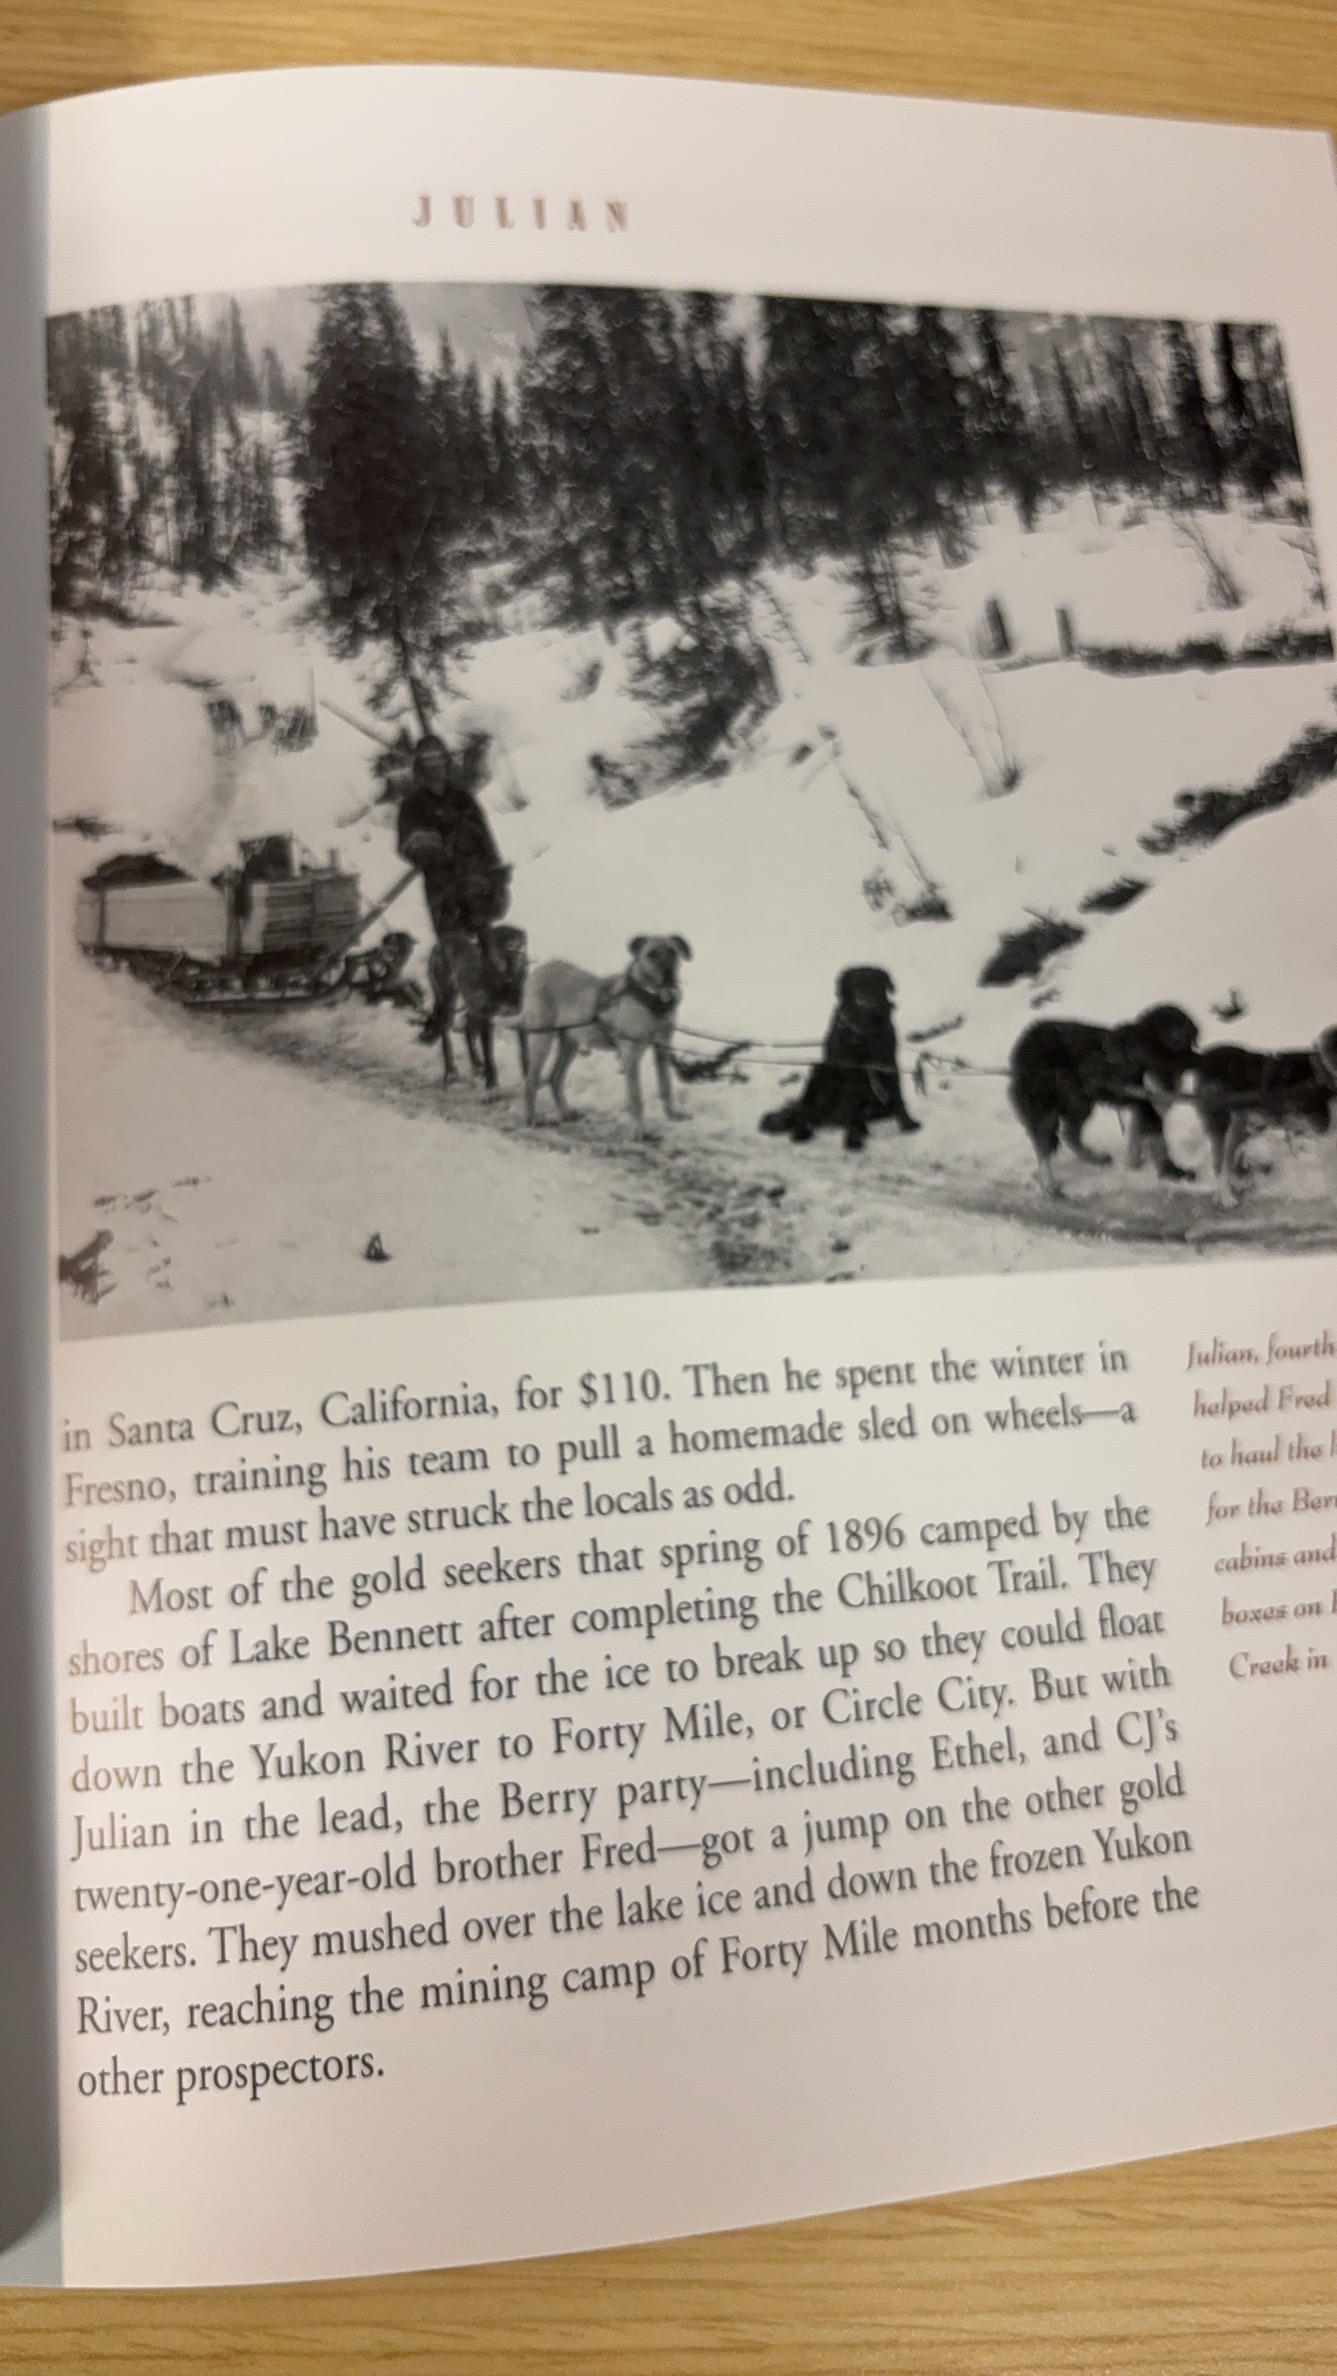 JULIAN
in Santa Cruz, California, for $110. Then he spent the winter in
Fresno, training his team to pull a homemade sled on wheels—a
sight that must have struck the locals as odd.
Most of the gold seekers that spring of 1896 camped by the
shores of Lake Bennett after completing the Chilkoot Trail. They
built boats and waited for the ice to break up so they could float
down the Yukon River to Forty Mile, or Circle City. But with
Julian in the lead, the Berry party—including Ethel, and CJ's
twenty-one-year-old brother Fred—got a jump on the other gold
seekers. They mushed over the lake ice and down the frozen Yukon
River, reaching the mining camp of Forty Mile months before the
other prospectors.
Julian, fourth
helped Fred
to haul the
for the
cabins and
boxes on
Creek in